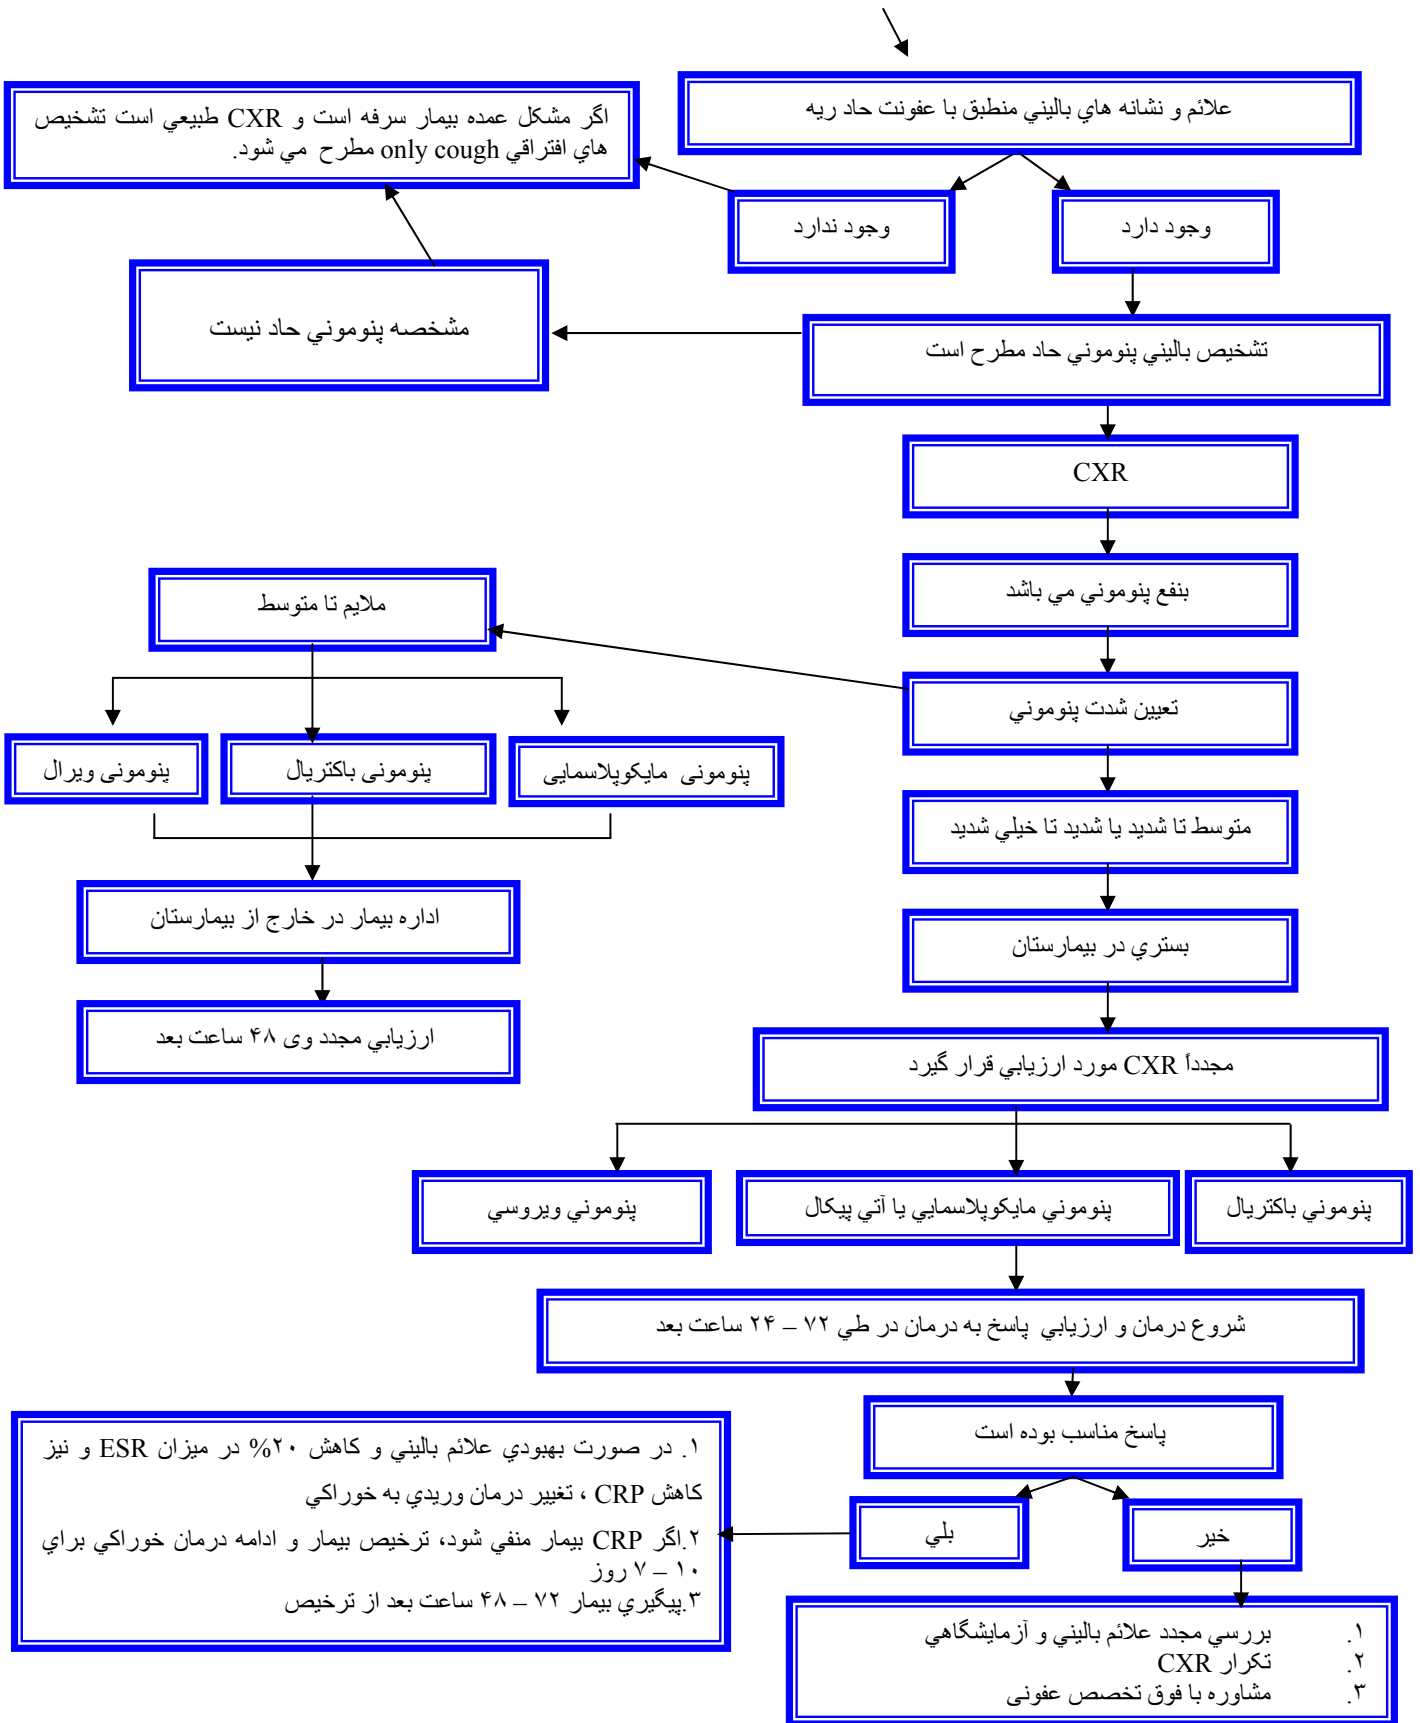 علائم و نشانه هاي باليني منطبق با عفونت حاد ريه
اگر مشكل عمده بيمار سرفه است و CXR طبيعي است تشخيص
هاي افتراقي only cough مطرح مي شود.
وجود دارد
وجود ندارد
مشخصه پنوموني حاد نيست
تشخيص باليني پنوموني حاد مطرح است
CXR
بنفع پنوموني مي باشد
ملايم تا متوسط
تعيين شدت پنوموني
پنومونی مایکوپلاسمایی
پنومونی باکتریال
پنومونی ویرال
متوسط تا شديد يا شديد تا خيلي شديد
اداره بيمار در خارج از بيمارستان
بستري در بيمارستان
ارزيابي مجدد وی ۴۸ ساعت بعد
مجدداً CXR مورد ارزيابي قرار گيرد
پنوموني باكتريال
پنوموني مايكوپلاسمايي يا آتي پيكال
پنوموني ويروسي
شروع درمان و ارزيابي پاسخ به درمان در طي ۷۲ – ۲۴ ساعت بعد
پاسخ مناسب بوده است
خير
بلي
۱. در صورت بهبودي علائم باليني و كاهش ۲۰% در ميزان ESR و نيز
كاهش CRP ، تغيير درمان وريدي به خوراكي
۲.اگر CRP بيمار منفي شود، ترخيص بيمار و ادامه درمان خوراكي براي
۱۰ – ۷ روز
۳.پيگيري بيمار ۷۲ – ۴۸ ساعت بعد از ترخيص
۱. بررسي مجدد علائم باليني و آزمايشگاهي
۲. تكرار CXR
۳. مشاوره با فوق تخصص عفونی